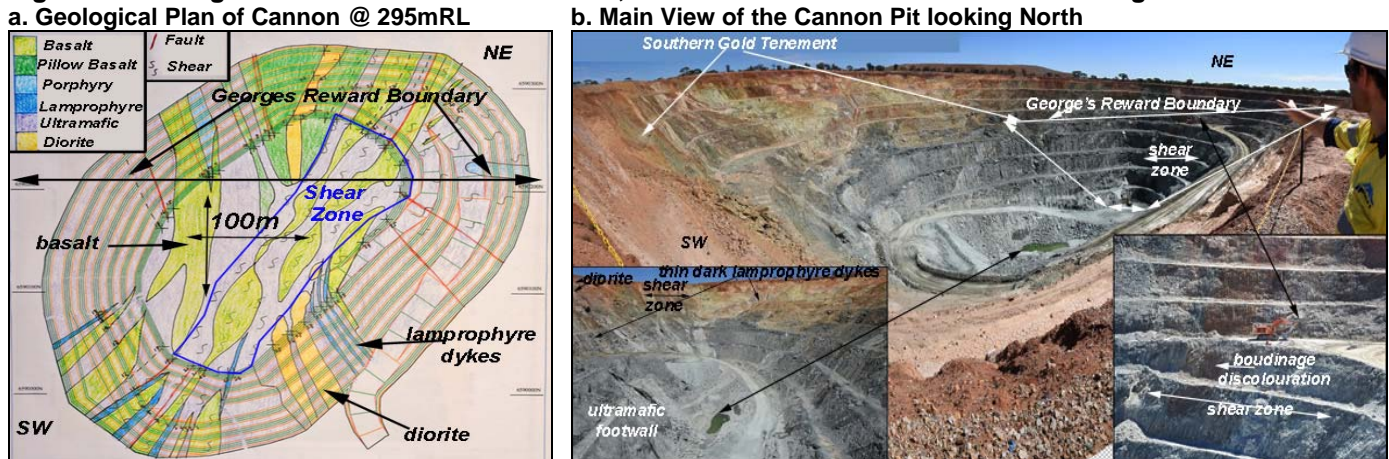 a. Geological Plan of Cannon @ 295mRL
Basalt
Pillow Basalt
Porphyry
Lamprophyre
Ultramafic
Diorite
Fault
Shear
NE
Georges Reward Boundary
Shear
Zone
100m
basalt
lamprophyre
dykes
diorite
SW
b. Main View of the Cannon Pit looking North
Southern Gold Tenement
NE
George's Reward Boundary
shear
zone
SW
diorite
thin dark lamprophyre dykes
shear
zone
ultramafic
footwall
boudinage
discolouration
shear zone